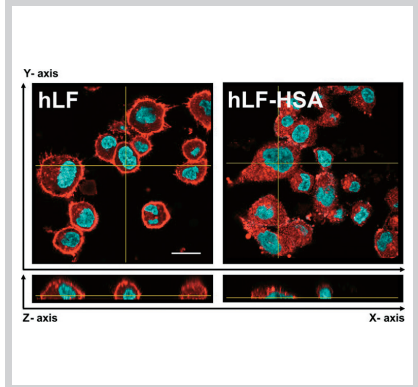 Y- axis
hLF
hLF-HSA
Z- axis
X- axis